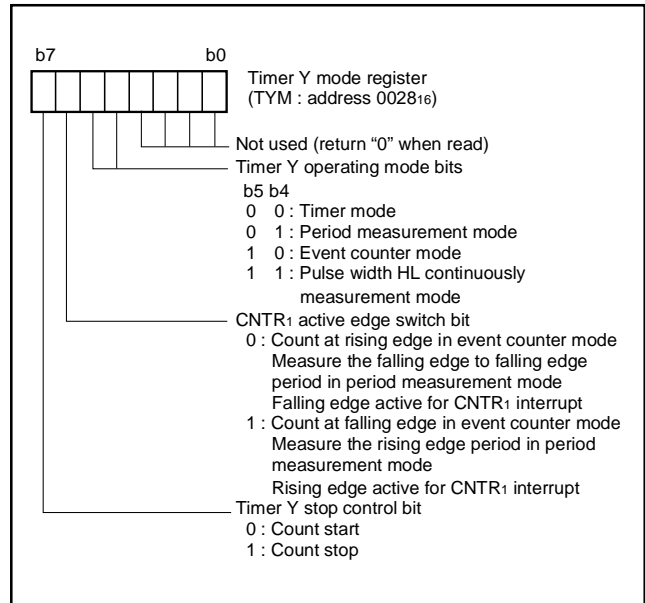 b7 b0
Timer Y mode register
(TYM : address 002816)
Not used (return “0” when read)
Timer Y operating mode bits
b5 b4
0 0 : Timer mode
0 1 : Period measurement mode
1 0 : Event counter mode
1 1 : Pulse width HL continuously
measurement mode
CNTR1 active edge switch bit
0 : Count at rising edge in event counter mode
Measure the falling edge to falling edge
period in period measurement mode
Falling edge active for CNTR1 interrupt
1 : Count at falling edge in event counter mode
Measure the rising edge period in period
measurement mode
Rising edge active for CNTR1 interrupt
Timer Y stop control bit
0 : Count start
1 : Count stop